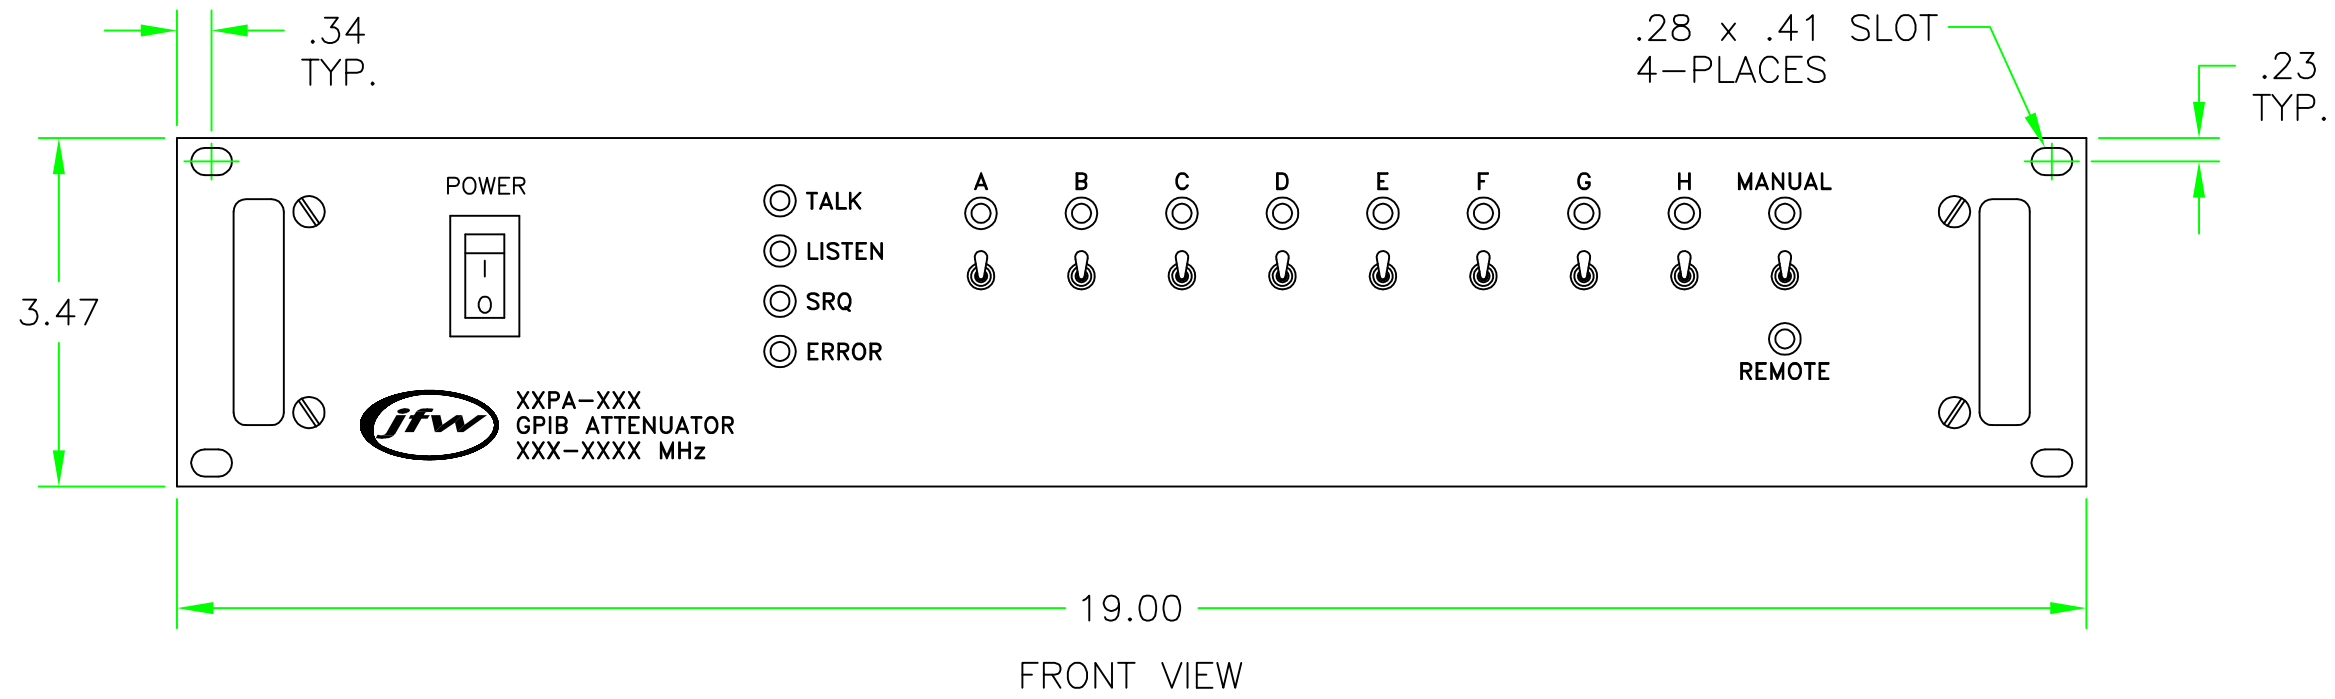 .34
TYP.
.28 x .41 SLOT
4-PLACES
.23
TYP.
3.47
POWER
0
TALK
LISTEN
SRQ
ERROR
A B C D E F G H MANUAL
REMOTE
jfw
XXPA-XXX
GPIB ATTENUATOR
XXX-XXXX MHz
19.00
FRONT VIEW